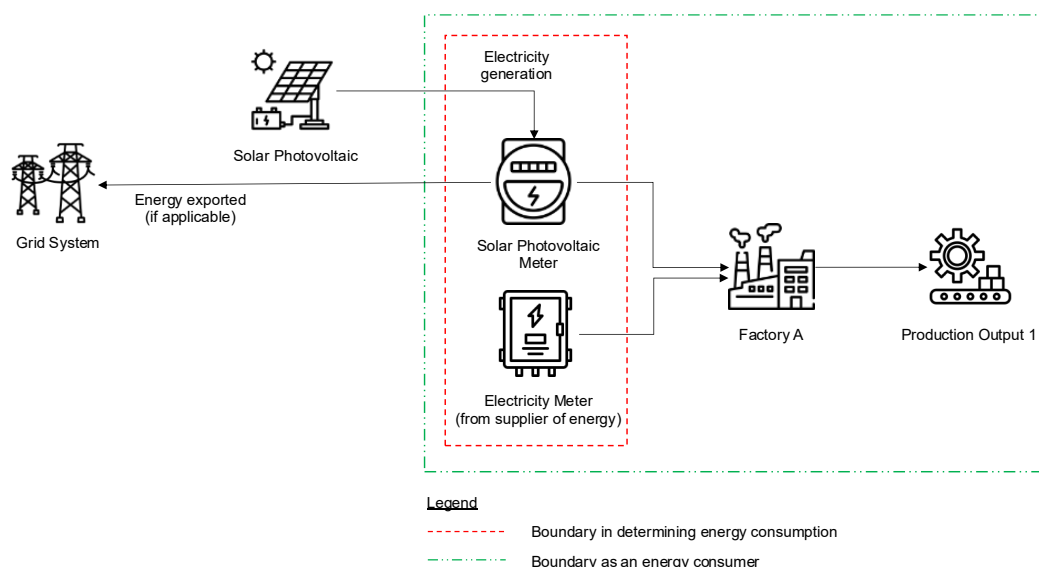 Electricity
generation
Solar Photovoltaic
Energy exported
(if applicable)
Grid System
Solar Photovoltaic
Meter
Factory A
Production Output 1
Electricity Meter
(from supplier of energy)
Legend
Boundary in determining energy consumption
Boundary as an energy consumer